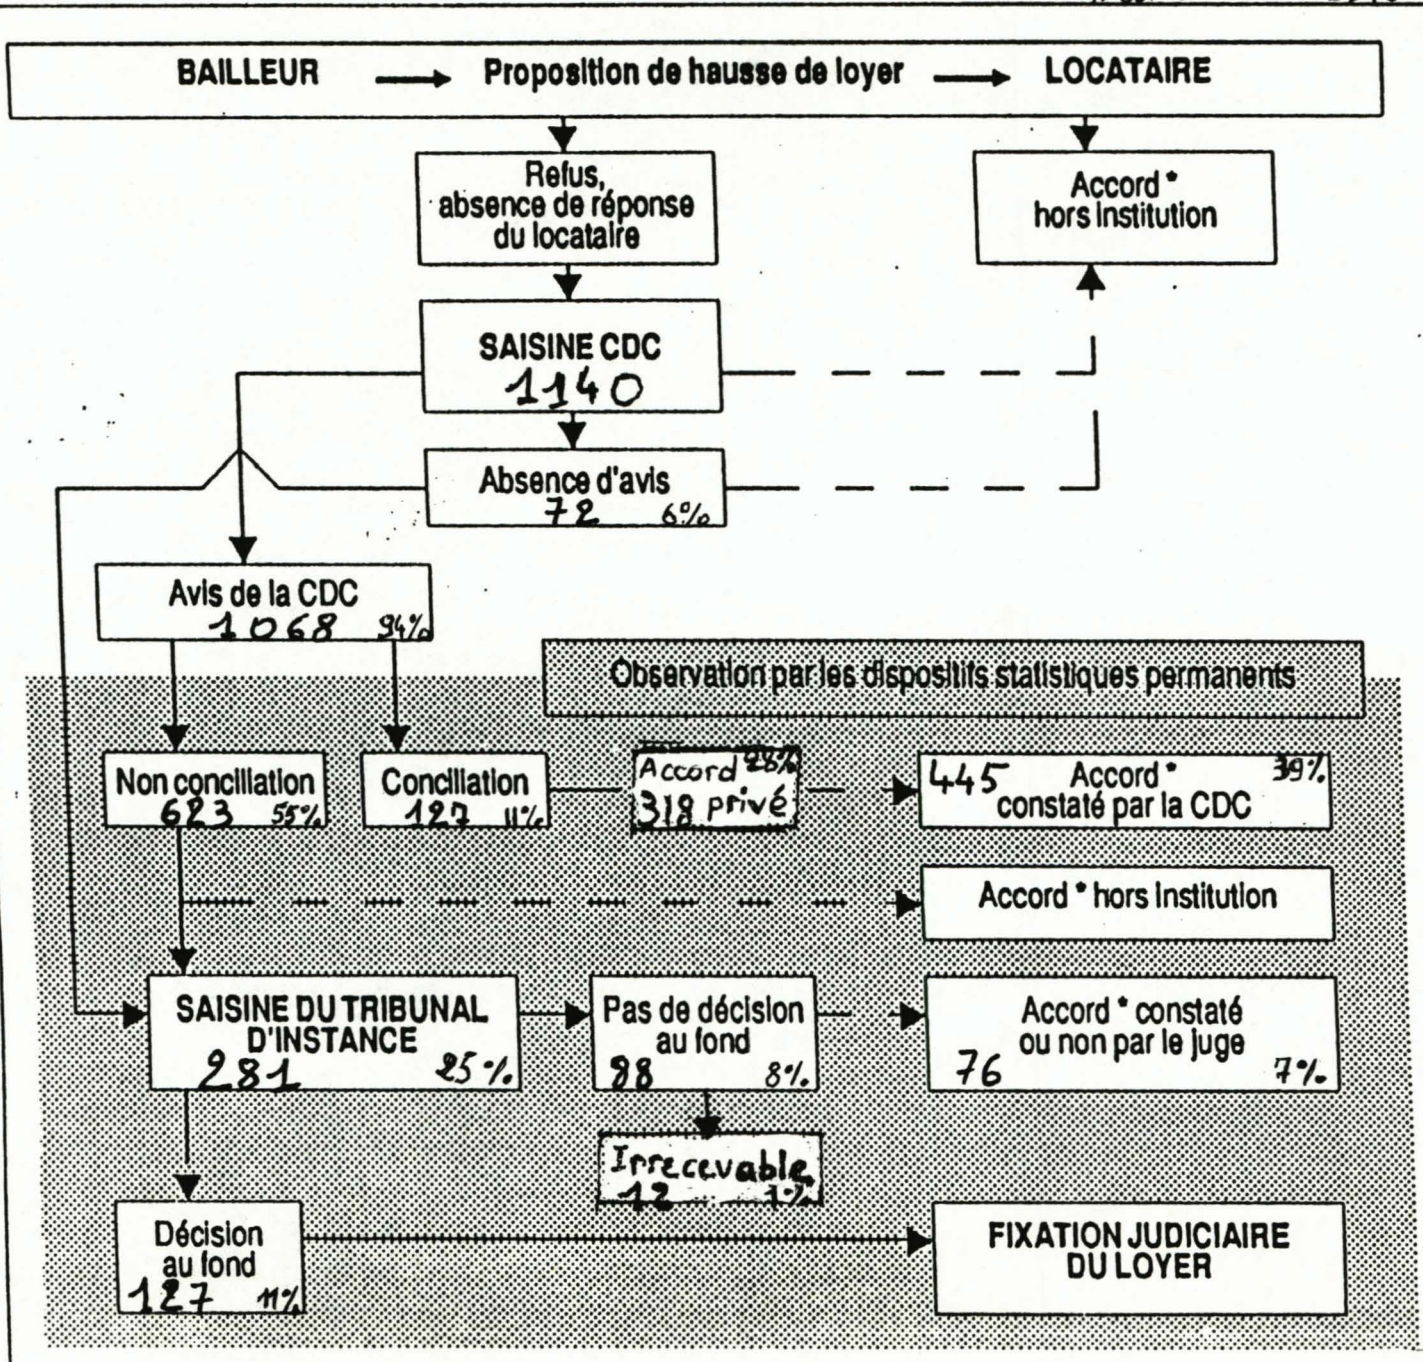 BAILLEUR Proposition de hausse de loyer LOCATAIRE
Refus,
absence de réponse
du locataire
Accord *
hors institution
SAISINE CDC
1140
Absence d'avis
72 6%
Avis de la CDC
1068 94%
Observation par les dispositifs statistiques permanents
Non conciliation
623 55%
Conciliation
127 11%
Accord 28%
318 privé
445 Accord * 39%
constaté par la CDC
Accord * hors institution
SAISINE DU TRIBUNAL
D'INSTANCE
281 25%
Pas de décision
au fond
88 8%
Accord * constaté
ou non par le juge
76 7%
Irrecevable
12 1%
Décision
au fond
127 11%
FIXATION JUDICIAIRE
DU LOYER